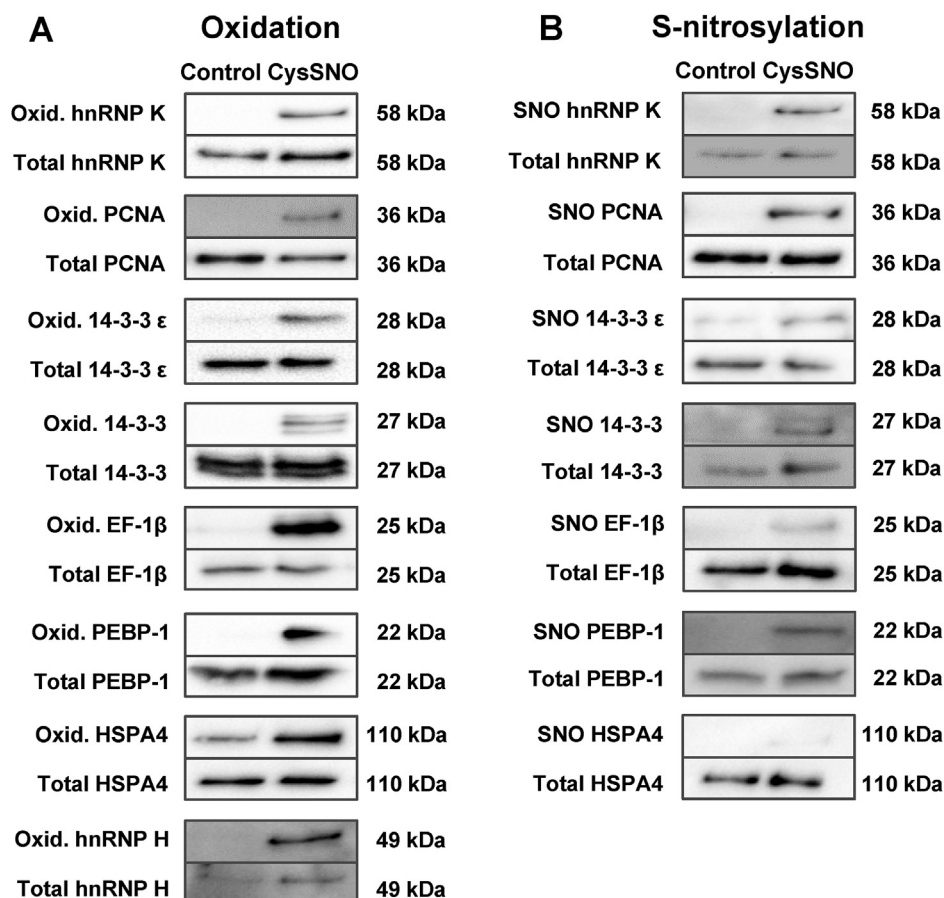 A Oxidation
Control CysSNO
Oxid. hnRNP K 58 kDa
Total hnRNP K 58 kDa
Oxid. PCNA 36 kDa
Total PCNA 36 kDa
Oxid. 14-3-3 ε 28 kDa
Total 14-3-3 ε 28 kDa
Oxid. 14-3-3 27 kDa
Total 14-3-3 27 kDa
Oxid. EF-1β 25 kDa
Total EF-1β 25 kDa
Oxid. PEBP-1 22 kDa
Total PEBP-1 22 kDa
Oxid. HSPA4 110 kDa
Total HSPA4 110 kDa
Oxid. hnRNP H 49 kDa
Total hnRNP H 49 kDa
B S-nitrosylation
Control CysSNO
SNO hnRNP K 58 kDa
Total hnRNP K 58 kDa
SNO PCNA 36 kDa
Total PCNA 36 kDa
SNO 14-3-3 ε 28 kDa
Total 14-3-3 ε 28 kDa
SNO 14-3-3 27 kDa
Total 14-3-3 27 kDa
SNO EF-1β 25 kDa
Total EF-1β 25 kDa
SNO PEBP-1 22 kDa
Total PEBP-1 22 kDa
SNO HSPA4 110 kDa
Total HSPA4 110 kDa